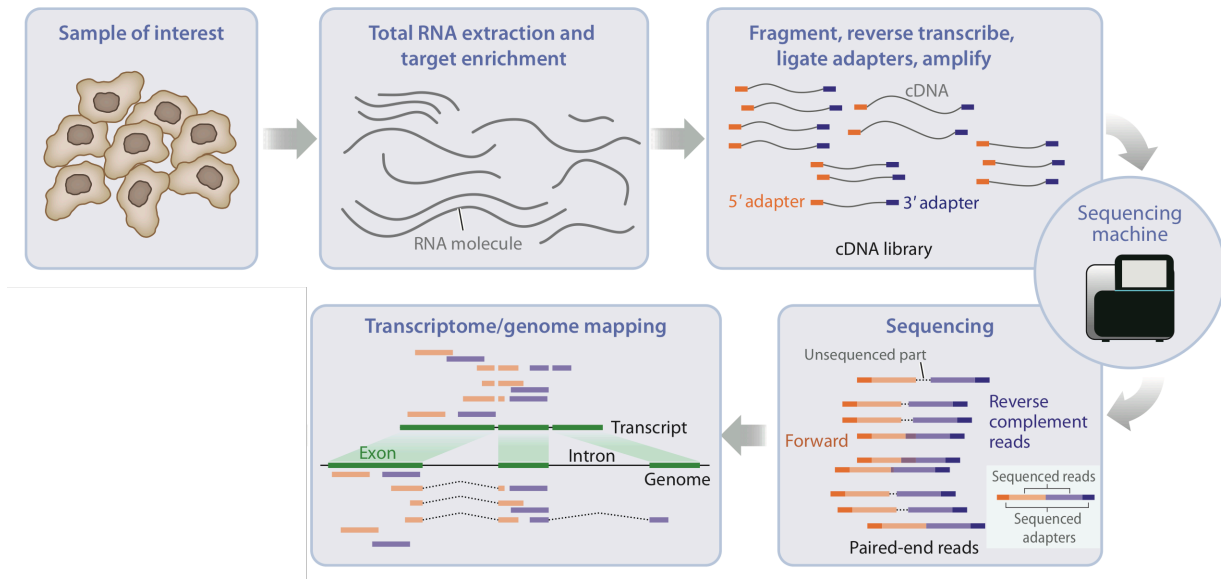 Sample of interest
Total RNA extraction and
target enrichment
RNA molecule
Fragment, reverse transcribe,
ligate adapters, amplify
cDNA
5′ adapter
3′ adapter
cDNA library
Sequencing
machine
Transcriptome/genome mapping
Transcript
Exon
Intron
Genome
Sequencing
Unsequenced part
Reverse
complement
reads
Forward
Sequenced reads
Sequenced
adapters
Paired-end reads